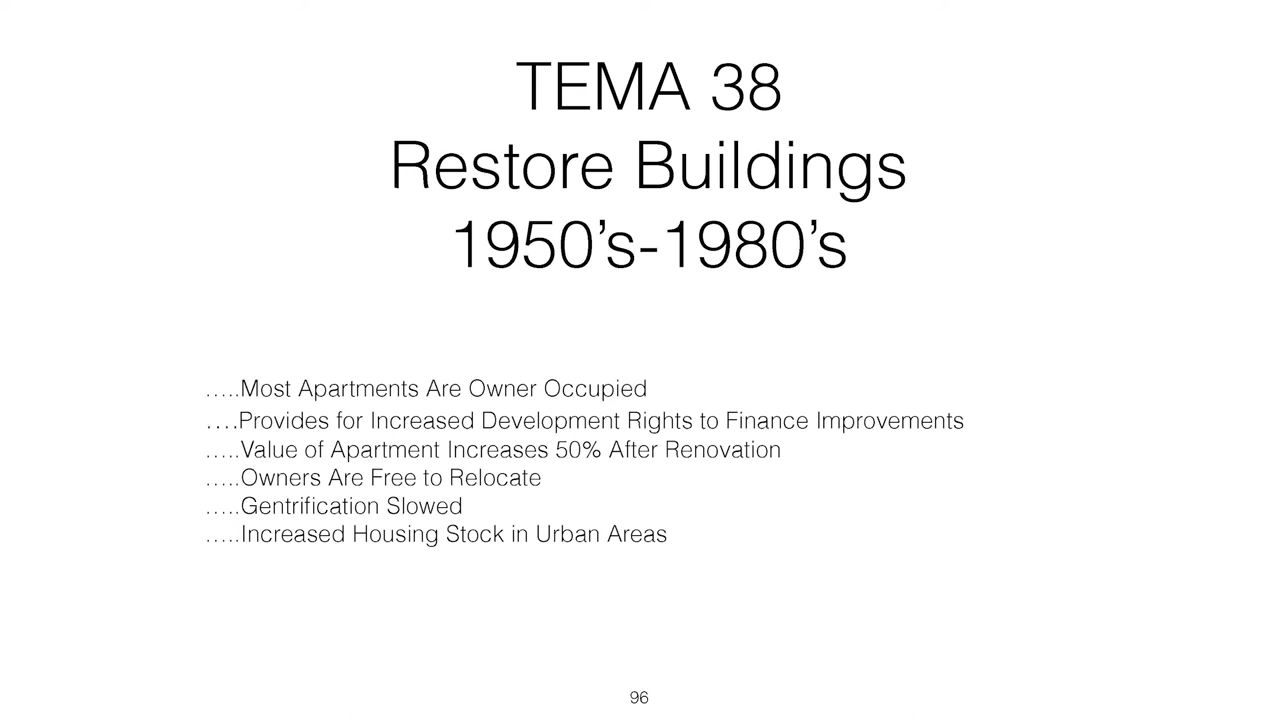 TEMA 38
Restore Buildings
1950’s-1980’s
…..Most Apartments Are Owner Occupied
….Provides for Increased Development Rights to Finance Improvements
…..Value of Apartment Increases 50% After Renovation
…..Owners Are Free to Relocate
…..Gentrification Slowed
…..Increased Housing Stock in Urban Areas
96